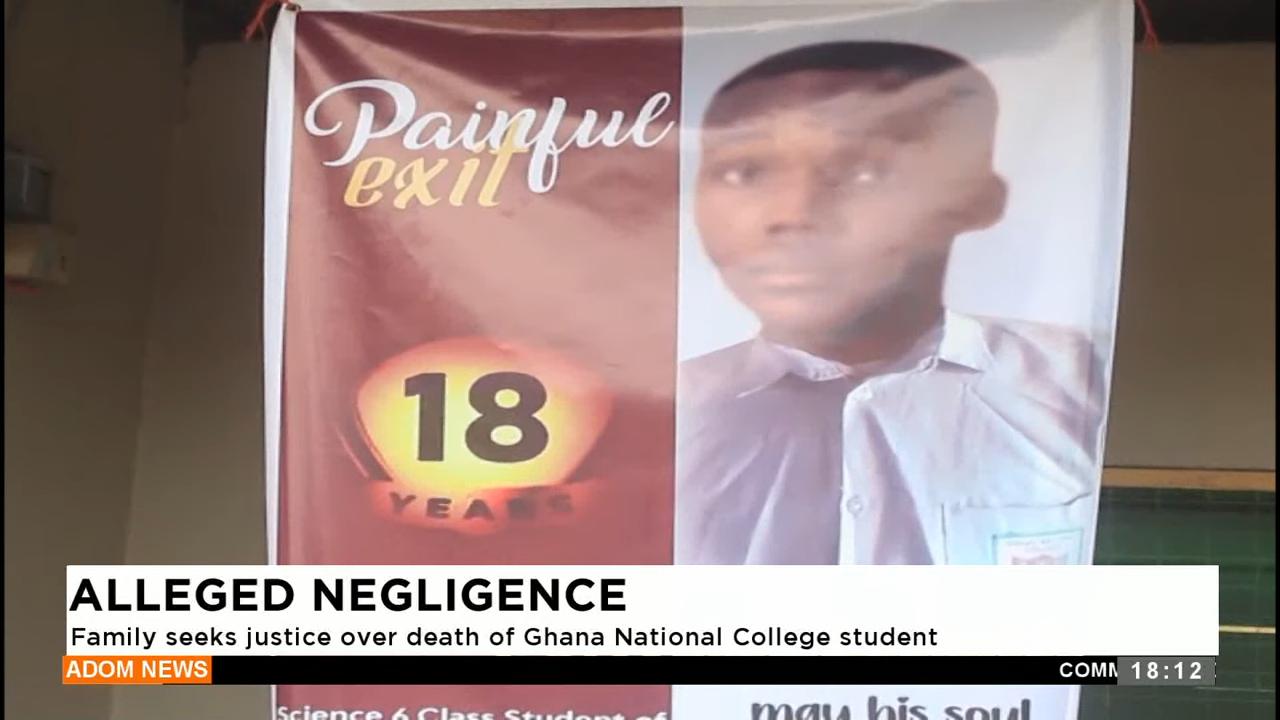 Painful
exit
18
YEARS
ALLEGED NEGLIGENCE
Family seeks justice over death of Ghana National College student
ADOM NEWS
COMM
18:12
Science 6 Class Student of
may his soul